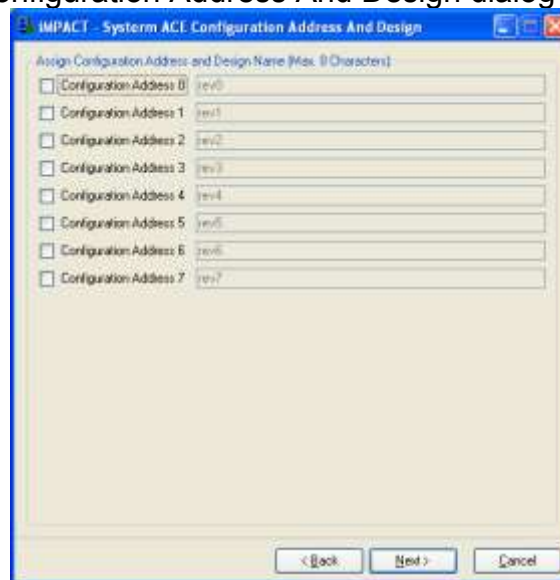 onfiguration Address And Design dialog
iMPACT - Systerm ACE Configuration Address And Design
Assign Configuration Address and Design Name (Max. 8 Characters)
Configuration Address 0 rev0
Configuration Address 1 rev1
Configuration Address 2 rev2
Configuration Address 3 rev3
Configuration Address 4 rev4
Configuration Address 5 rev5
Configuration Address 6 rev6
Configuration Address 7 rev7
< Back Next > Cancel